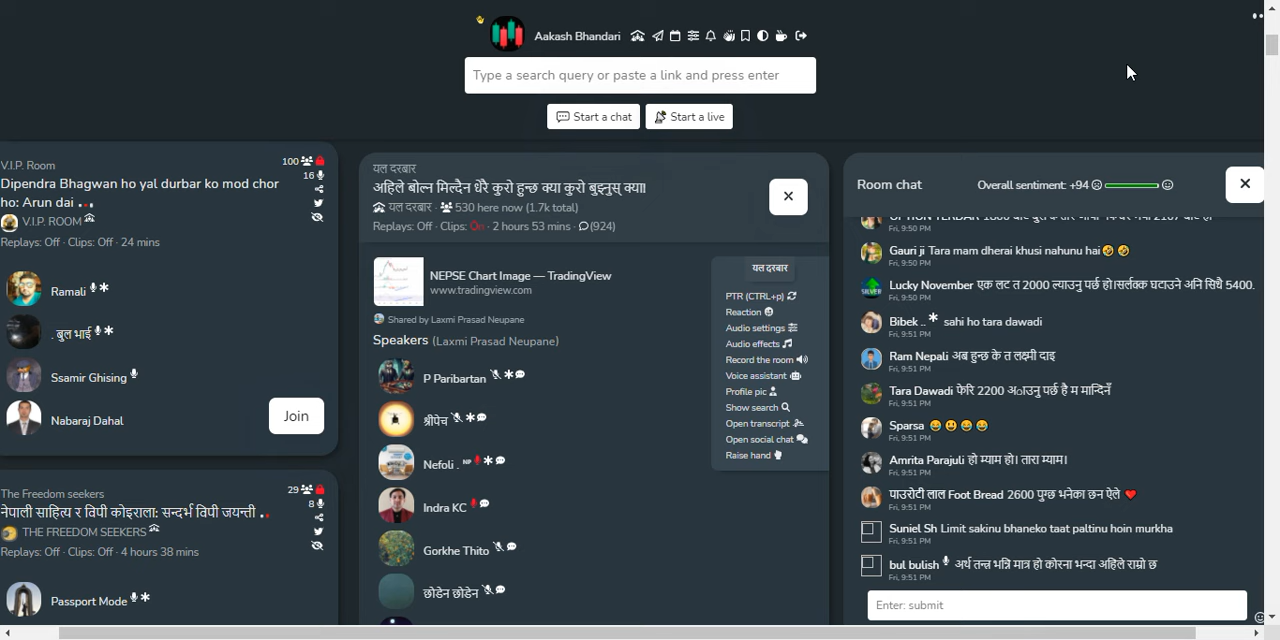 Aakash Bhandari
Type a search query or paste a link and press enter
Start a chat
Start a live
V.I.P. Room
100
16
Dipendra Bhagwan ho yal durbar ko mod chor
ho: Arun dai
V.I.P. ROOM
Replays: Off · Clips: Off · 24 mins
Ramali
. बुल भाई
Ssamir Ghising
Nabaraj Dahal
Join
The Freedom seekers
29
8
नेपाली साहित्य र विपी कोइराला: सन्दर्भ विपी जयन्ती
THE FREEDOM SEEKERS
Replays: Off · Clips: Off · 4 hours 38 mins
Passport Mode
यल दरबार
अहिले बोल्न मिल्दैन धेरै कुरो हुन्छ क्या कुरो बुझ्नुस् क्या॥
यल दरबार · 530 here now (1.7k total)
Replays: Off · Clips: On · 2 hours 53 mins · (924)
NEPSE Chart Image — TradingView
www.tradingview.com
Shared by Laxmi Prasad Neupane
Speakers (Laxmi Prasad Neupane)
P Paribartan
श्रीपेच
Nefoli . NP
Indra KC
Gorkhe Thito
छोडेन छोडेन
यल दरबार
PTR (CTRL+p)
Reaction
Audio settings
Audio effects
Record the room
Voice assistant
Profile pic
Show search
Open transcript
Open social chat
Raise hand
Room chat
Overall sentiment: +94
Fri, 9:50 PM
Gauri ji Tara mam dherai khusi nahunu hai
Fri, 9:50 PM
Lucky November एक लट त 2000 ल्याउनु पर्छ हो।सर्लक्क घटाउने अनि सिधै 5400.
Fri, 9:50 PM
Bibek .. sahi ho tara dawadi
Fri, 9:51 PM
Ram Nepali अब हुन्छ के त लक्ष्मी दाइ
Fri, 9:51 PM
Tara Dawadi फेरि 2200 अाउनु पर्छ है म मान्दिनँ
Fri, 9:51 PM
Sparsa
Fri, 9:51 PM
Amrita Parajuli हो म्याम हो। तारा म्याम।
Fri, 9:51 PM
पाउरोटी लाल Foot Bread 2600 पुग्छ भनेका छन ऐले
Fri, 9:51 PM
Suniel Sh Limit sakinu bhaneko taat paltinu hoin murkha
Fri, 9:51 PM
bul bulish अर्थ तन्त्र भन्नि मात्र हो कोरना भन्दा अहिले राम्रो छ
Fri, 9:51 PM
Enter: submit